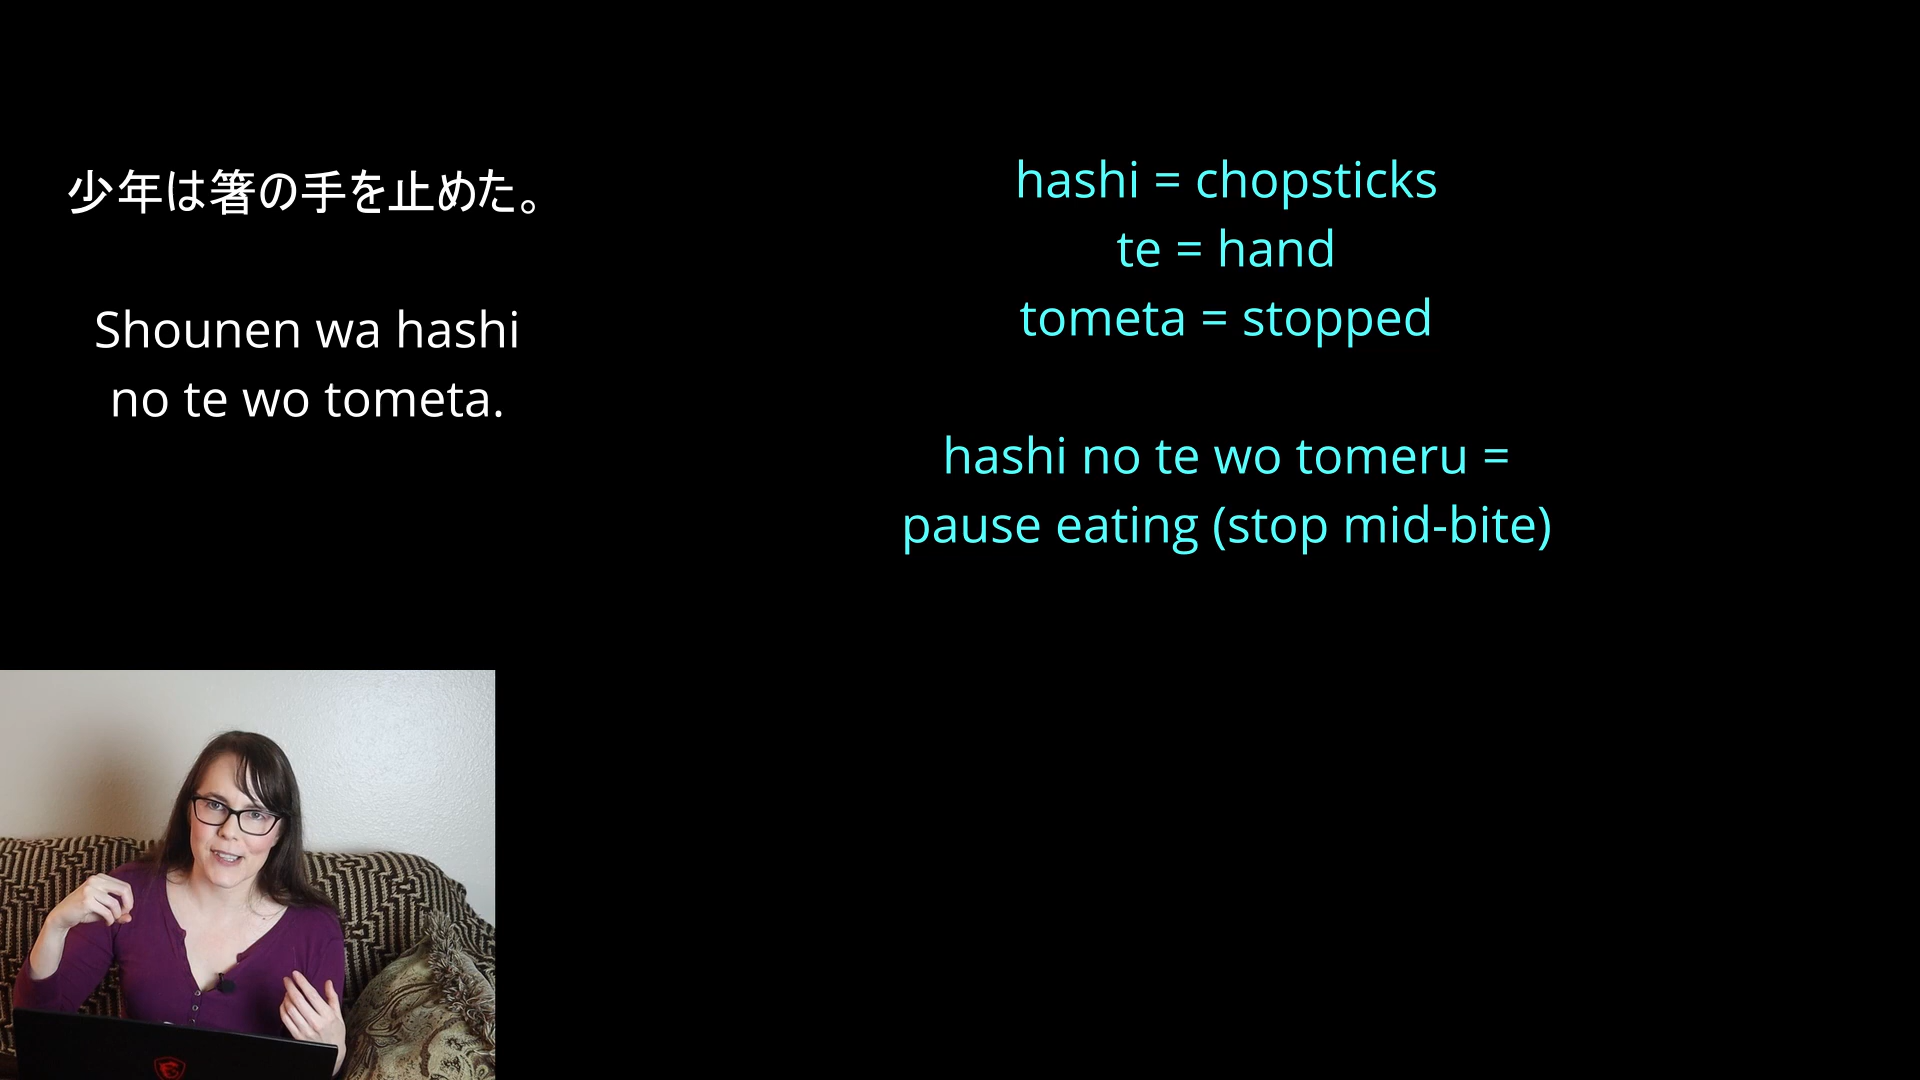 少年は箸の手を止めた。
Shounen wa hashi
no te wo tometa.
hashi = chopsticks
te = hand
tometa = stopped
hashi no te wo tomeru =
pause eating (stop mid-bite)